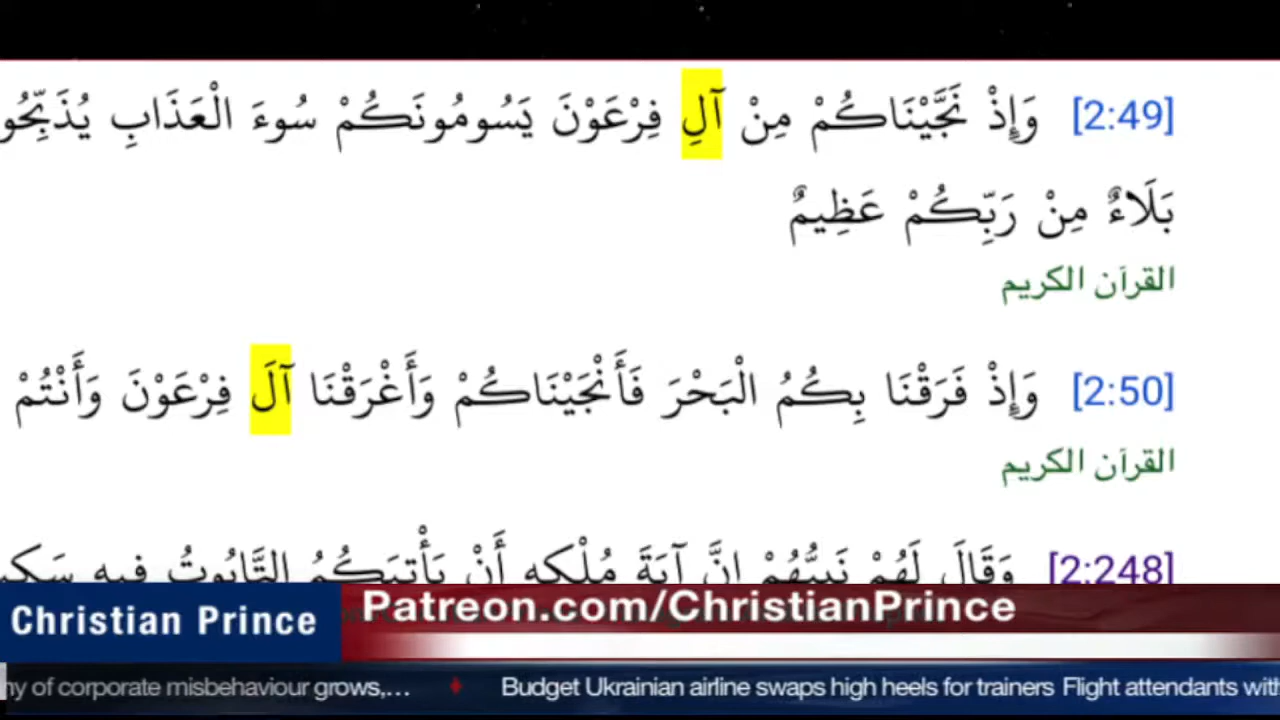 [2:49] وَإِذْ نَجَّيْنَاكُمْ مِنْ آلِ فِرْعَوْنَ يَسُومُونَكُمْ سُوءَ الْعَذَابِ
بَلَاءٌ مِنْ رَبِّكُمْ عَظِيمٌ
القرآن الكريم
[2:50] وَإِذْ فَرَقْنَا بِكُمُ الْبَحْرَ فَأَنْجَيْنَاكُمْ وَأَغْرَقْنَا آلَ فِرْعَوْنَ وَأَنْتُمْ
القرآن الكريم
[2:248] وَقَالَ لَهُمْ نَبِيُّهُمْ إِنَّ آيَةَ مُلْكِهِ أَنْ يَأْتِيَكُمُ التَّابُوتُ فِيهِ
Patreon.com/ChristianPrince
Christian Prince
of corporate misbehaviour grows,... Budget Ukrainian airline swaps high heels for trainers Flight attendants